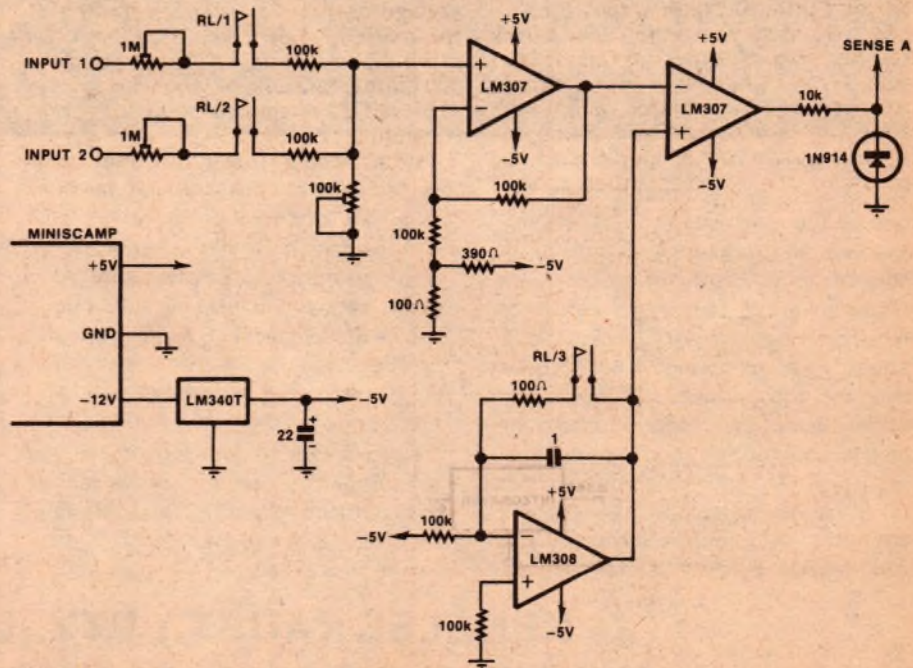 RL/1
1M
INPUT 1
100k
RL/2
1M
INPUT 2
100k
100k
+5V
+
LM307
−
−5V
100k
100k
390Ω
−5V
100Ω
+5V
−
LM307
+
−5V
10k
SENSE A
1N914
MINISCAMP
+5V
GND
−12V
LM340T
−5V
22
+
−
RL/3
100Ω
1
−5V
100k
+5V
−
LM308
+
−5V
100k